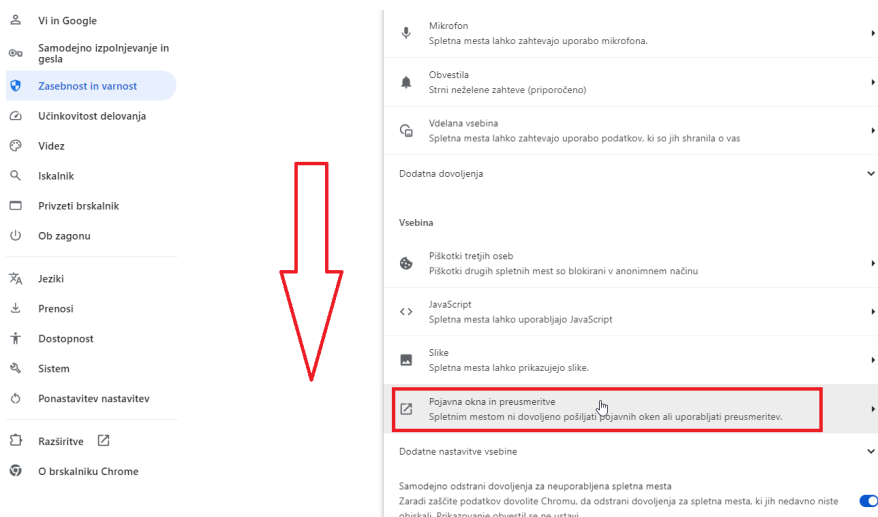 Vi in Google
Samodejno izpolnjevanje in
gesla
Zasebnost in varnost
Učinkovitost delovanja
Videz
Iskalnik
Privzeti brskalnik
Ob zagonu
Jeziki
Prenosi
Dostopnost
Sistem
Ponastavitev nastavitev
Razširitve
O brskalniku Chrome
Mikrofon
Spletna mesta lahko zahtevajo uporabo mikrofona.
Obvestila
Strni neželene zahteve (priporočeno)
Vdelana vsebina
Spletna mesta lahko zahtevajo uporabo podatkov, ki so jih shranila o vas
Dodatna dovoljenja
Vsebina
Piškotki tretjih oseb
Piškotki drugih spletnih mest so blokirani v anonimnem načinu
JavaScript
Spletna mesta lahko uporabljajo JavaScript
Slike
Spletna mesta lahko prikazujejo slike.
Pojavna okna in preusmeritve
Spletnim mestom ni dovoljeno pošiljati pojavnih oken ali uporabljati preusmeritev.
Dodatne nastavitve vsebine
Samodejno odstrani dovoljenja za neuporabljena spletna mesta
Zaradi zaščite podatkov dovolite Chromu, da odstrani dovoljenja za spletna mesta, ki jih nedavno niste
obiskali. Prikazovanje obvestil se ne ustavi.